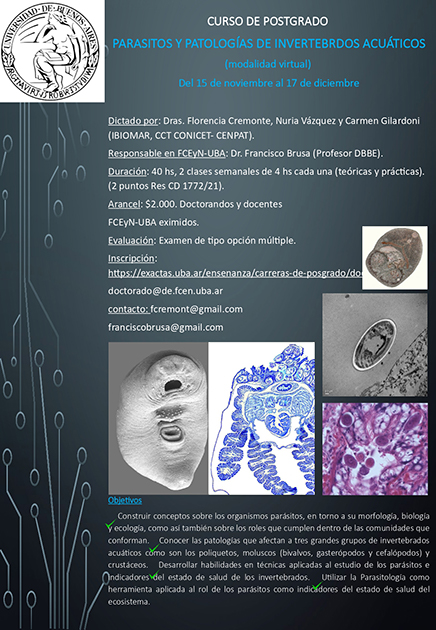 UNIVERSIDAD DE BUENOS AIRES
CURSO DE POSTGRADO
PARASITOS Y PATOLOGÍAS DE INVERTEBRDOS ACUÁTICOS
(modalidad virtual)
Del 15 de noviembre al 17 de diciembre
Dictado por: Dras. Florencia Cremonte, Nuria Vázquez y Carmen Gilardoni
(IBIOMAR, CCT CONICET- CENPAT).
Responsable en FCEyN-UBA: Dr. Francisco Brusa (Profesor DBBE).
Duración: 40 hs, 2 clases semanales de 4 hs cada una (teóricas y prácticas).
(2 puntos Res CD 1772/21).
Arancel: $2.000. Doctorandos y docentes
FCEyN-UBA eximidos.
Evaluación: Examen de tipo opción múltiple.
Inscripción:
https://exactas.uba.ar/ensenanza/carreras-de-posgrado/do
doctorado@de.fcen.uba.ar
contacto: fcremont@gmail.com
franciscobrusa@gmail.com
Objetivos
Construir conceptos sobre los organismos parásitos, en torno a su morfología, biología
y ecología, como así también sobre los roles que cumplen dentro de las comunidades que
conforman. Conocer las patologías que afectan a tres grandes grupos de invertebrados
acuáticos como son los poliquetos, moluscos (bivalvos, gasterópodos y cefalópodos) y
crustáceos. Desarrollar habilidades en técnicas aplicadas al estudio de los parásitos e
indicadores del estado de salud de los invertebrados. Utilizar la Parasitología como
herramienta aplicada al rol de los parásitos como indicadores del estado de salud del
ecosistema.